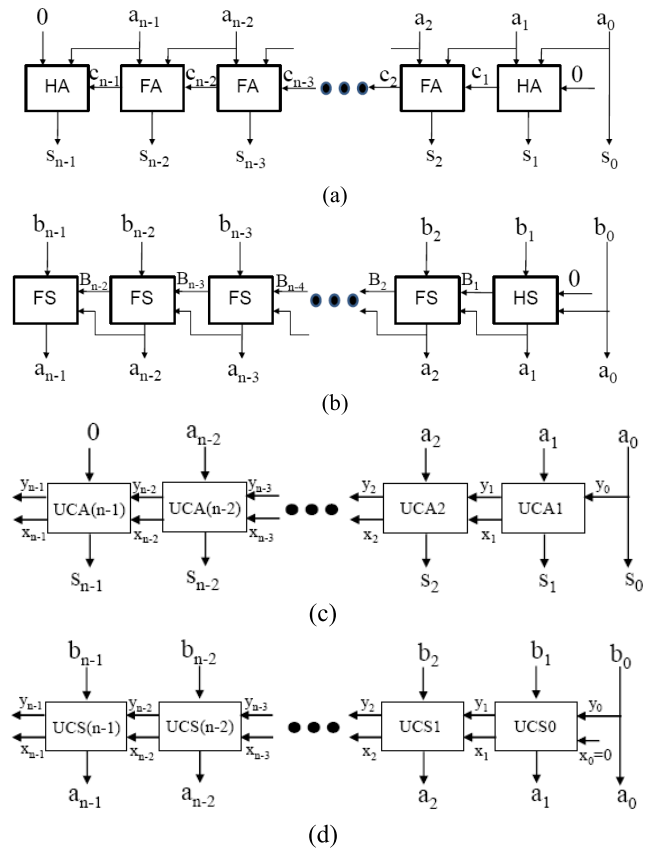 0 a_{n-1} a_{n-2} a_2 a_1 a_0
HA c_{n-1} FA c_{n-2} FA c_{n-3} c_2 FA c_1 HA 0
s_{n-1} s_{n-2} s_{n-3} s_2 s_1 s_0
(a)
b_{n-1} b_{n-2} b_{n-3} b_2 b_1 b_0
FS B_{n-2} FS B_{n-3} FS B_{n-4} B_2 FS B_1 HS 0
a_{n-1} a_{n-2} a_{n-3} a_2 a_1 a_0
(b)
0 a_{n-2} a_2 a_1 a_0
y_{n-1} y_{n-2} y_{n-3} y_2 y_1 y_0
UCA(n-1) UCA(n-2) UCA2 UCA1
x_{n-1} x_{n-2} x_{n-3} x_2 x_1
s_{n-1} s_{n-2} s_2 s_1 s_0
(c)
b_{n-1} b_{n-2} b_2 b_1 b_0
y_{n-1} y_{n-2} y_{n-3} y_2 y_1 y_0
UCS(n-1) UCS(n-2) UCS1 UCS0
x_{n-1} x_{n-2} x_{n-3} x_2 x_1 x_0=0
a_{n-1} a_{n-2} a_2 a_1 a_0
(d)